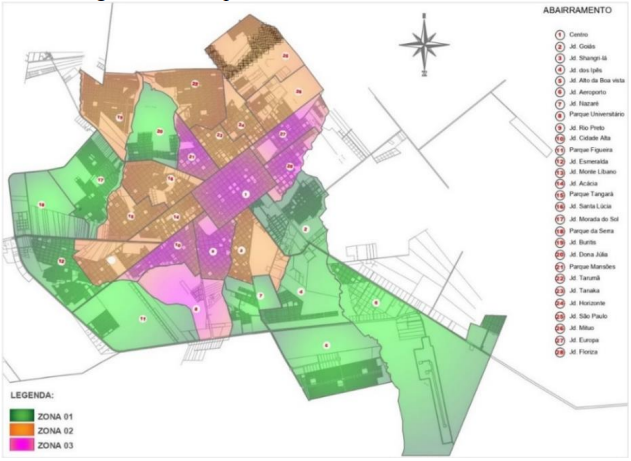 ABAIRRAMENTO
1 Centro
2 Jd. Goiás
3 Jd. Shangri-lá
4 Jd. dos Ipês
5 Jd. Alto da Boa vista
6 Jd. Aeroporto
7 Jd. Nazaré
8 Parque Universitário
9 Jd. Rio Preto
10 Jd. Cidade Alta
11 Parque Figueira
12 Jd. Esmeralda
13 Jd. Monte Líbano
14 Jd. Acácia
15 Parque Tangará
16 Jd. Santa Lúcia
17 Jd. Morada do Sol
18 Parque da Serra
19 Jd. Buritis
20 Jd. Dona Júlia
21 Parque Mansões
22 Jd. Tarumã
23 Jd. Tanaka
24 Jd. Horizonte
25 Jd. São Paulo
26 Jd. Mituo
27 Jd. Europa
28 Jd. Floriza
LEGENDA:
ZONA 01
ZONA 02
ZONA 03